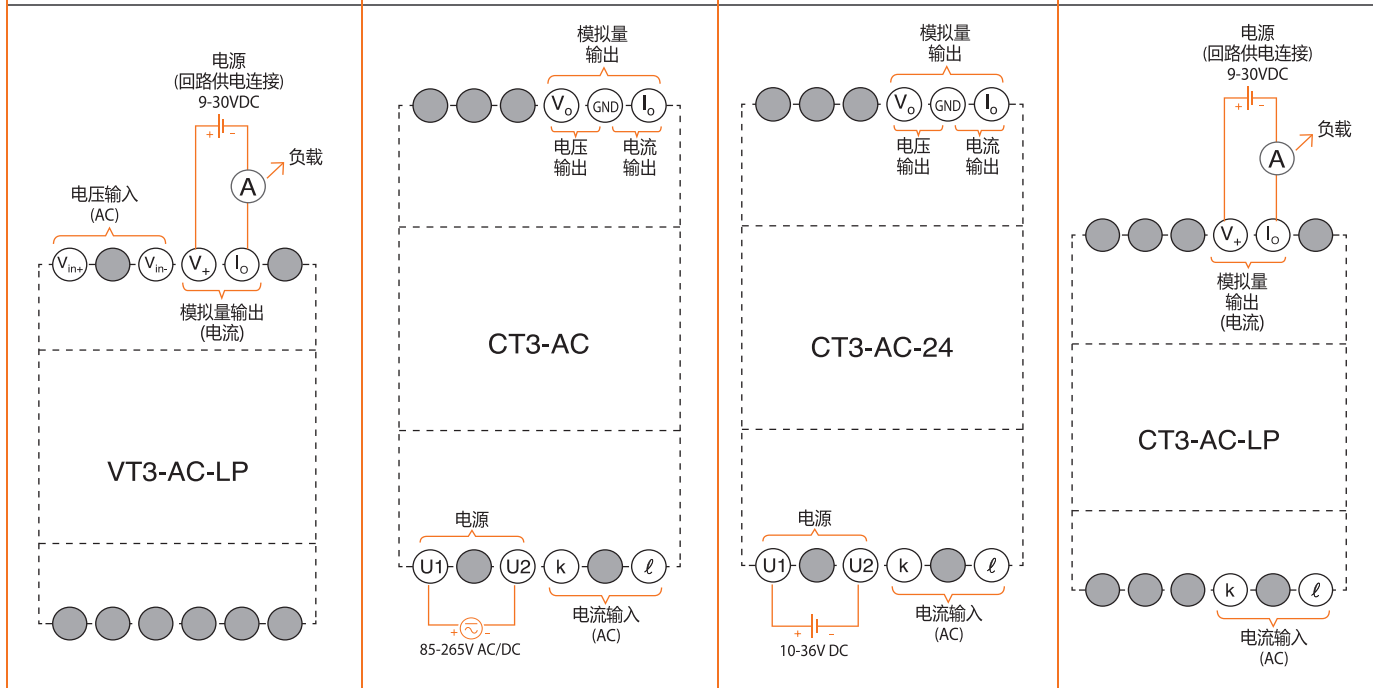 电源
(回路供电连接)
9-30VDC
+ -
A
负载
电压输入
(AC)
Vin+
Vin-
V+
Io
模拟量输出
(电流)
VT3-AC-LP
模拟量
输出
Vo
GND
Io
电压
输出
电流
输出
CT3-AC
电源
U1
U2
k
ℓ
+ -
85-265V AC/DC
电流输入
(AC)
模拟量
输出
Vo
GND
Io
电压
输出
电流
输出
CT3-AC-24
电源
U1
U2
k
ℓ
+ -
10-36V DC
电流输入
(AC)
电源
(回路供电连接)
9-30VDC
+ -
A
负载
V+
Io
模拟量
输出
(电流)
CT3-AC-LP
k
ℓ
电流输入
(AC)